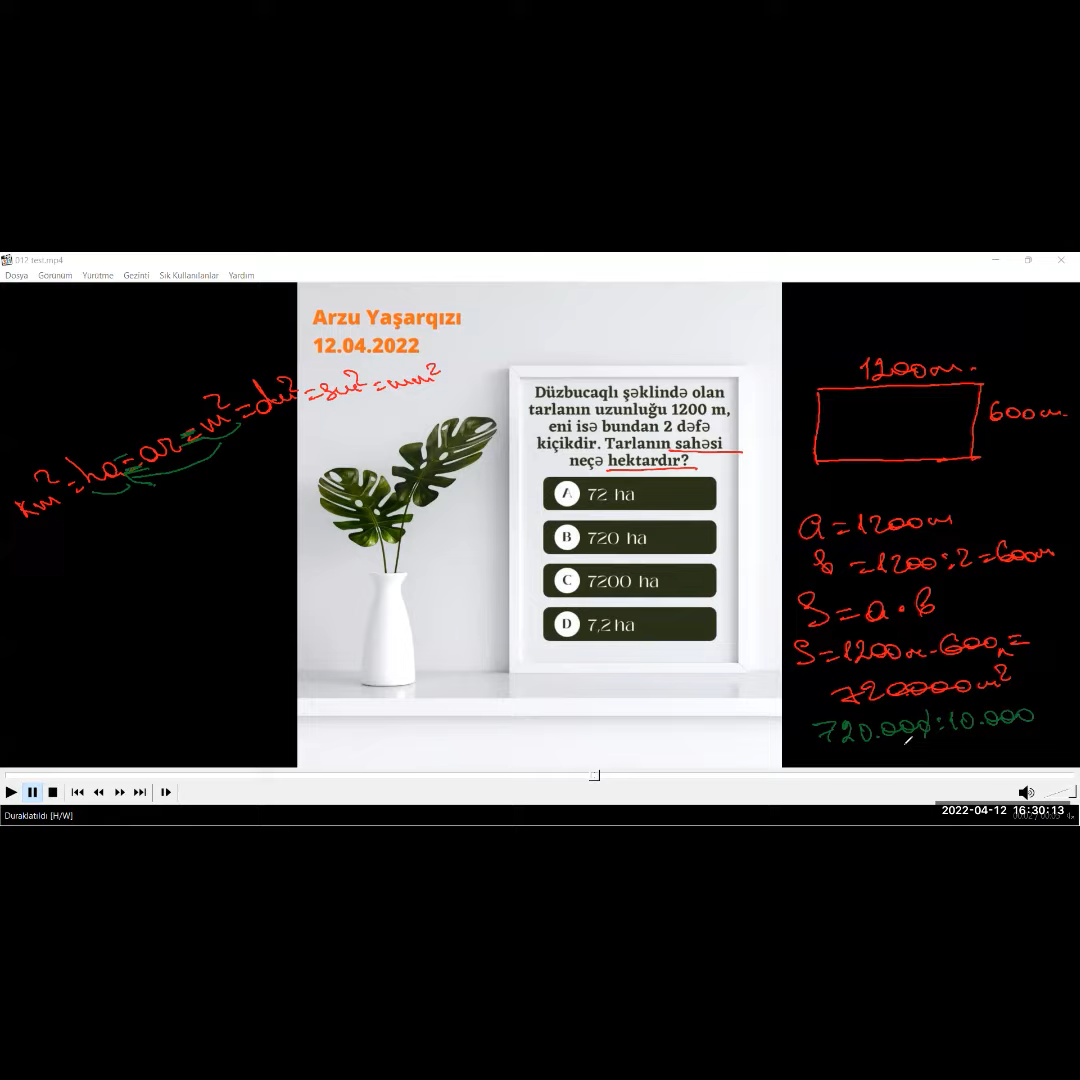 012 test.mp4
Dosya Görünüm Yürütme Gezinti Sık Kullanılanlar Yardım
Arzu Yaşarqızı
12.04.2022
km² = ha = ar = m² = dm² = sm² = mm²
Düzbucaqlı şəklində olan
tarlanın uzunluğu 1200 m,
eni isə bundan 2 dəfə
kiçikdir. Tarlanın sahəsi
neçə hektardır?
A 72 ha
B 720 ha
C 7200 ha
D 7,2 ha
1200m.
600m.
a = 1200m
b = 1200:2 = 600m
S = a · b
S = 1200m · 600m =
720000m²
720.000:10.000
2022-04-12 16:30:13
Duraklatıldı [H/W]